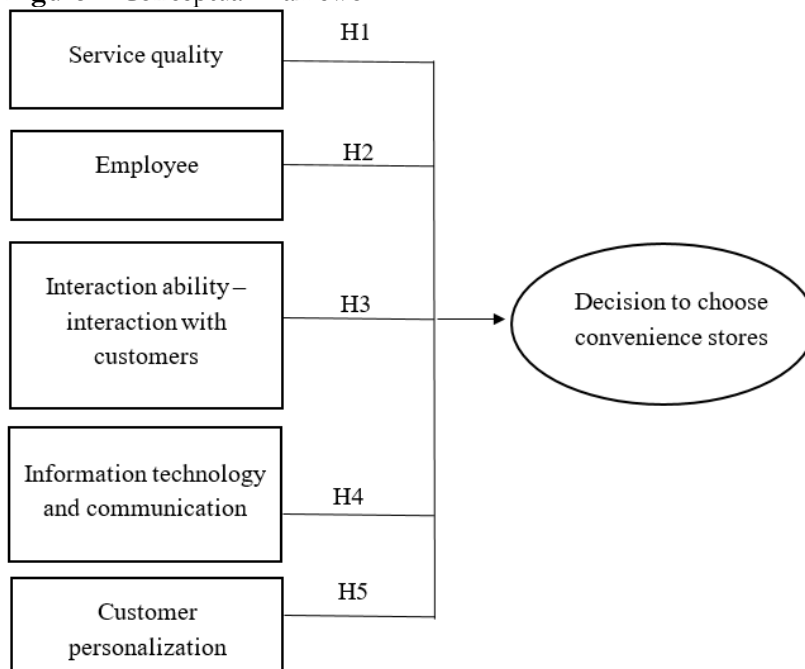 H1
Service quality
Employee
H2
Interaction ability –
interaction with
customers
H3
Decision to choose
convenience stores
Information technology
and communication
H4
H5
Customer
personalization